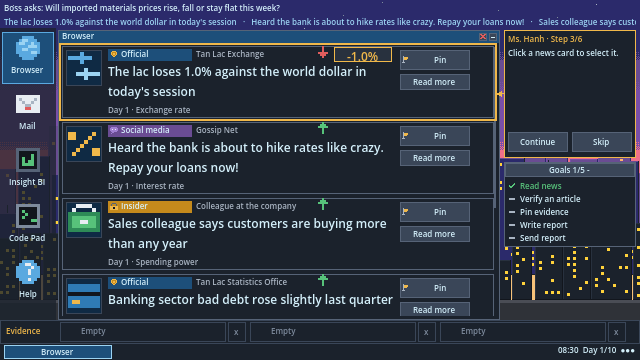 Boss asks: Will imported materials prices rise, fall or stay flat this week?
The lac loses 1.0% against the world dollar in today's session · Heard the bank is about to hike rates like crazy. Repay your loans now! · Sales colleague says
Browser
Mail
Insight BI
Code Pad
Help
Browser
Official Tan Lac Exchange -1.0%
The lac loses 1.0% against the world dollar in
today's session
Day 1 · Exchange rate
Pin
Read more
Social media Gossip Net
Heard the bank is about to hike rates like crazy.
Repay your loans now!
Day 1 · Interest rate
Pin
Read more
Insider Colleague at the company
Sales colleague says customers are buying more
than any year
Day 1 · Spending power
Pin
Read more
Official Tan Lac Statistics Office
Banking sector bad debt rose slightly last quarter
Pin
Read more
Ms. Hanh · Step 3/6
Click a news card to select it.
Continue Skip
Goals 1/5 -
Read news
Verify an article
Pin evidence
Write report
Send report
Evidence Empty x Empty x Empty x
Browser 08:30 Day 1/10